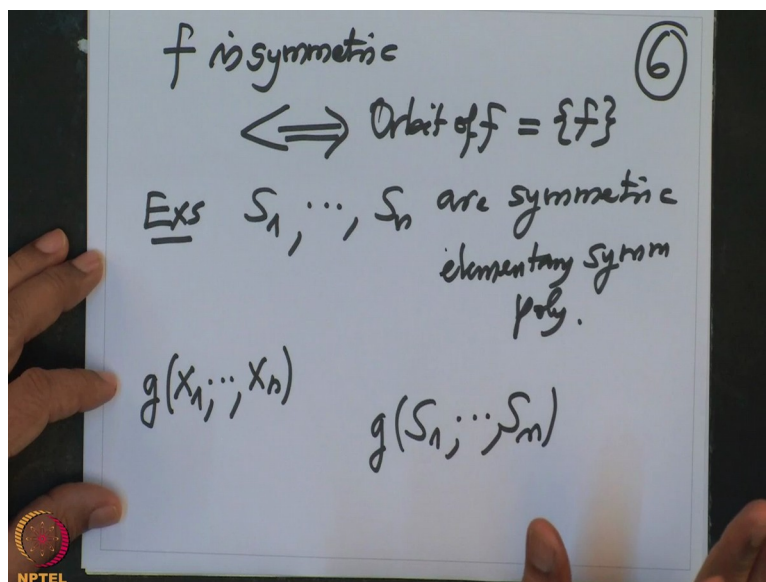 f is symmetric
6
⟺ Orbit of f = {f}
Exs S₁, ..., Sₙ are symmetric
elementary symm
poly.
g(X₁, ..., Xₙ)
g(S₁, ..., Sₙ)
NPTEL